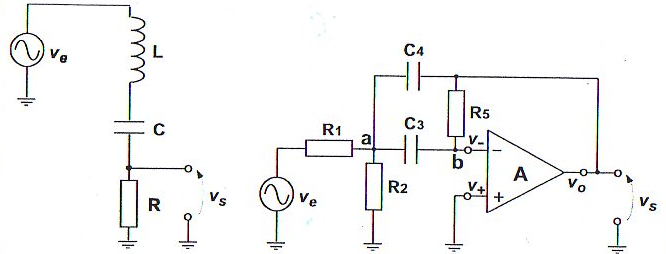 vₑ
L
C
R
vₛ
C4
R1
a
C3
R5
b
v₋
R2
v₊
A
vₒ
vₑ
vₛ
−
+